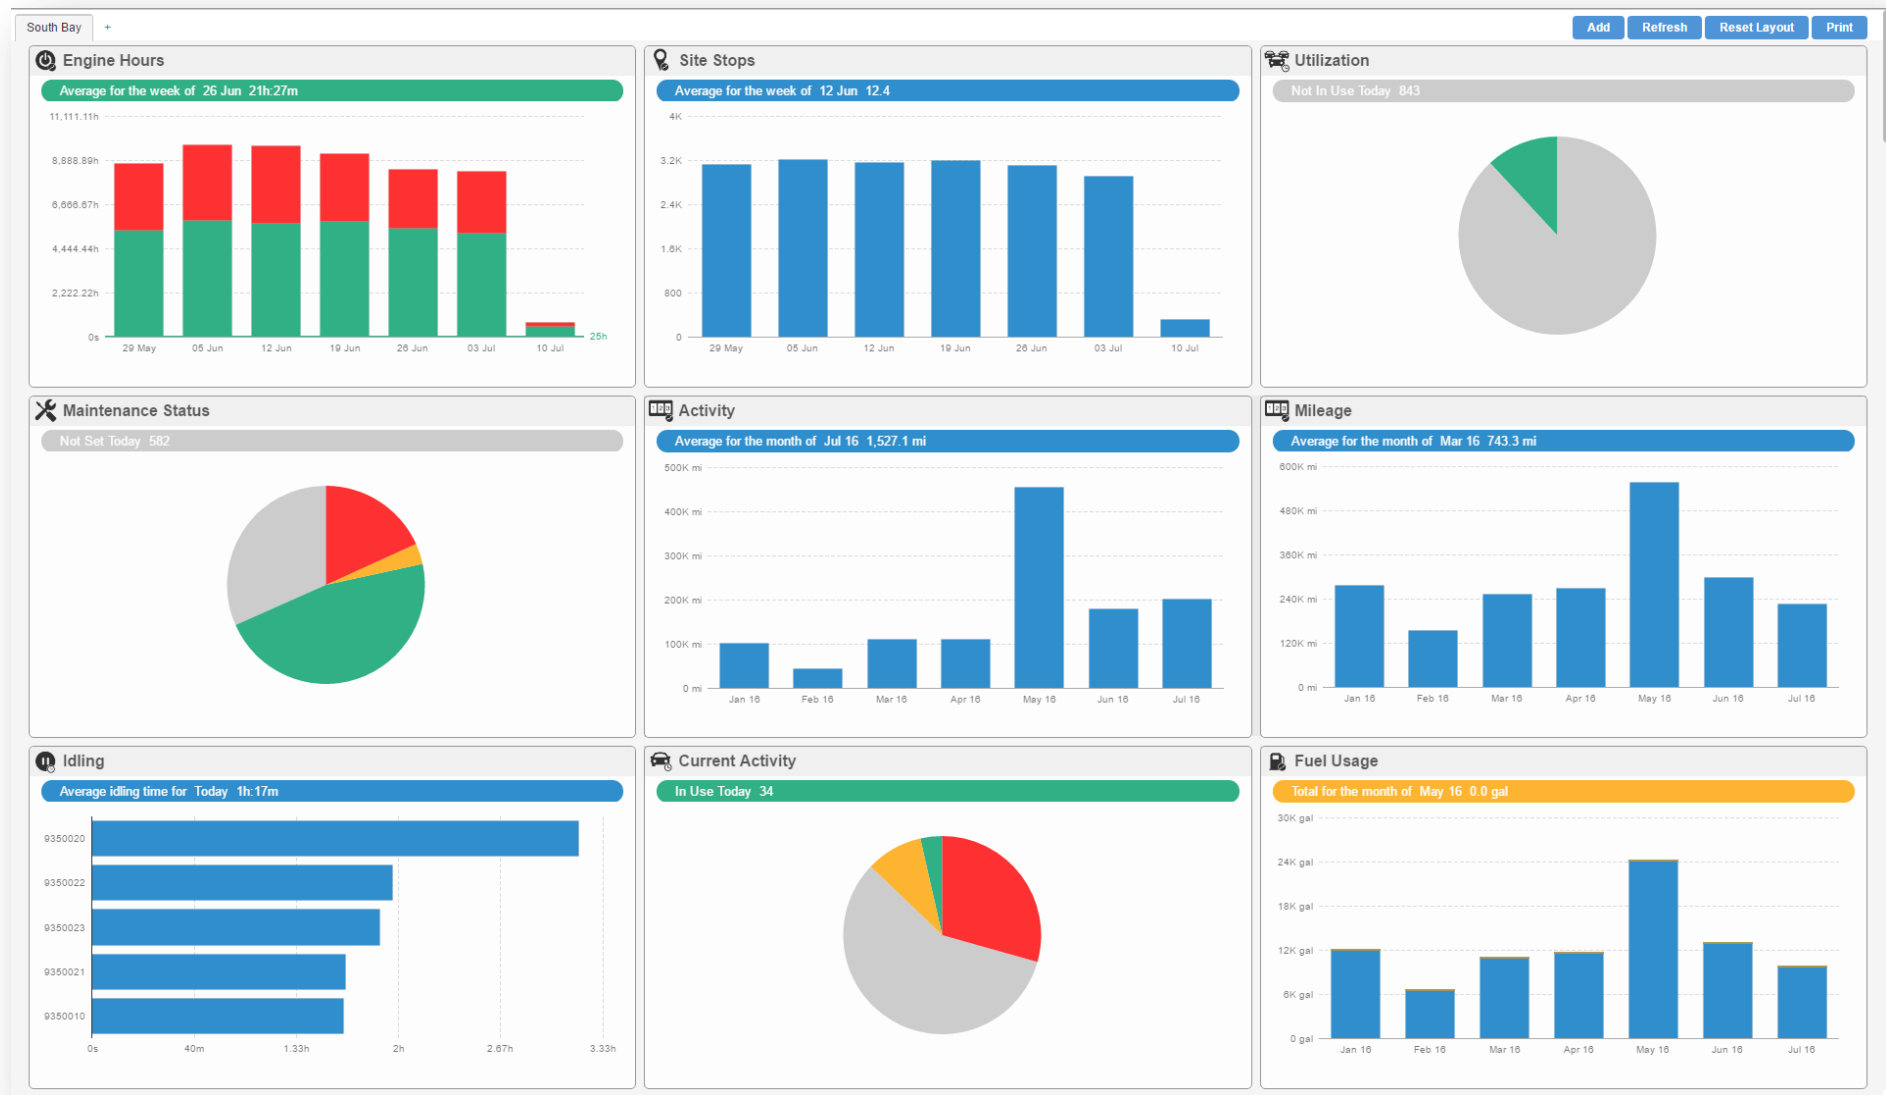 South Bay +
Add Refresh Reset Layout Print
Engine Hours
Average for the week of 26 Jun 21h:27m
11,111.11h
8,888.89h
6,666.67h
4,444.44h
2,222.22h
0s
25h
29 May 05 Jun 12 Jun 19 Jun 26 Jun 03 Jul 10 Jul
Site Stops
Average for the week of 12 Jun 12.4
4K
3.2K
2.4K
1.6K
800
0
29 May 05 Jun 12 Jun 19 Jun 26 Jun 03 Jul 10 Jul
Utilization
Not In Use Today 843
Maintenance Status
Not Set Today 582
Activity
Average for the month of Jul 16 1,527.1 mi
500K mi
400K mi
300K mi
200K mi
100K mi
0 mi
Jan 16 Feb 16 Mar 16 Apr 16 May 16 Jun 16 Jul 16
Mileage
Average for the month of Mar 16 743.3 mi
600K mi
480K mi
360K mi
240K mi
120K mi
0 mi
Jan 16 Feb 16 Mar 16 Apr 16 May 16 Jun 16 Jul 16
Idling
Average idling time for Today 1h:17m
9350020
9350022
9350023
9350021
9350010
0s 40m 1.33h 2h 2.67h 3.33h
Current Activity
In Use Today 34
Fuel Usage
Total for the month of May 16 0.0 gal
30K gal
24K gal
18K gal
12K gal
6K gal
0 gal
Jan 16 Feb 16 Mar 16 Apr 16 May 16 Jun 16 Jul 16